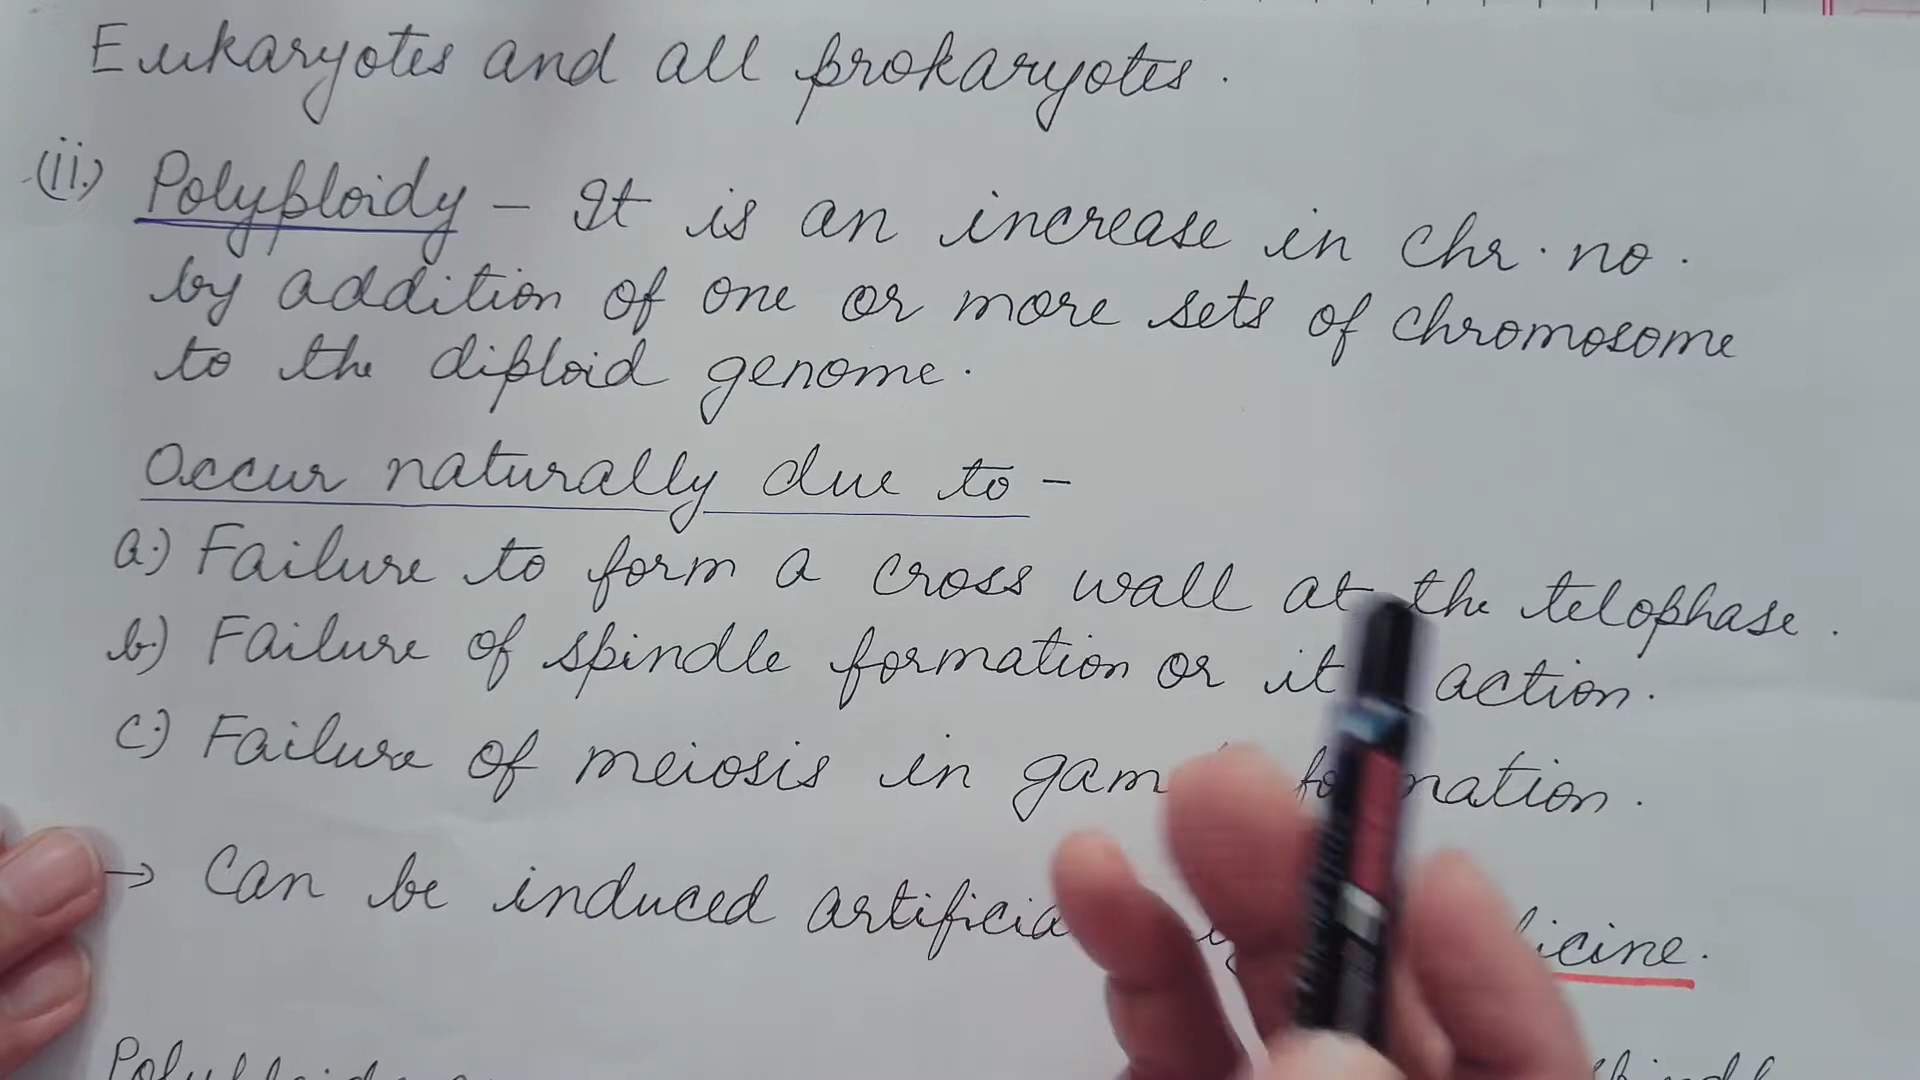 Eukaryotes and all prokaryotes.
(ii.) Polyploidy - It is an increase in chr. no.
by addition of one or more sets of chromosome
to the diploid genome.
Occur naturally due to -
a.) Failure to form a cross wall at the telophase.
b.) Failure of spindle formation or it action.
c.) Failure of meiosis in gam formation.
→ Can be induced artificia icine.